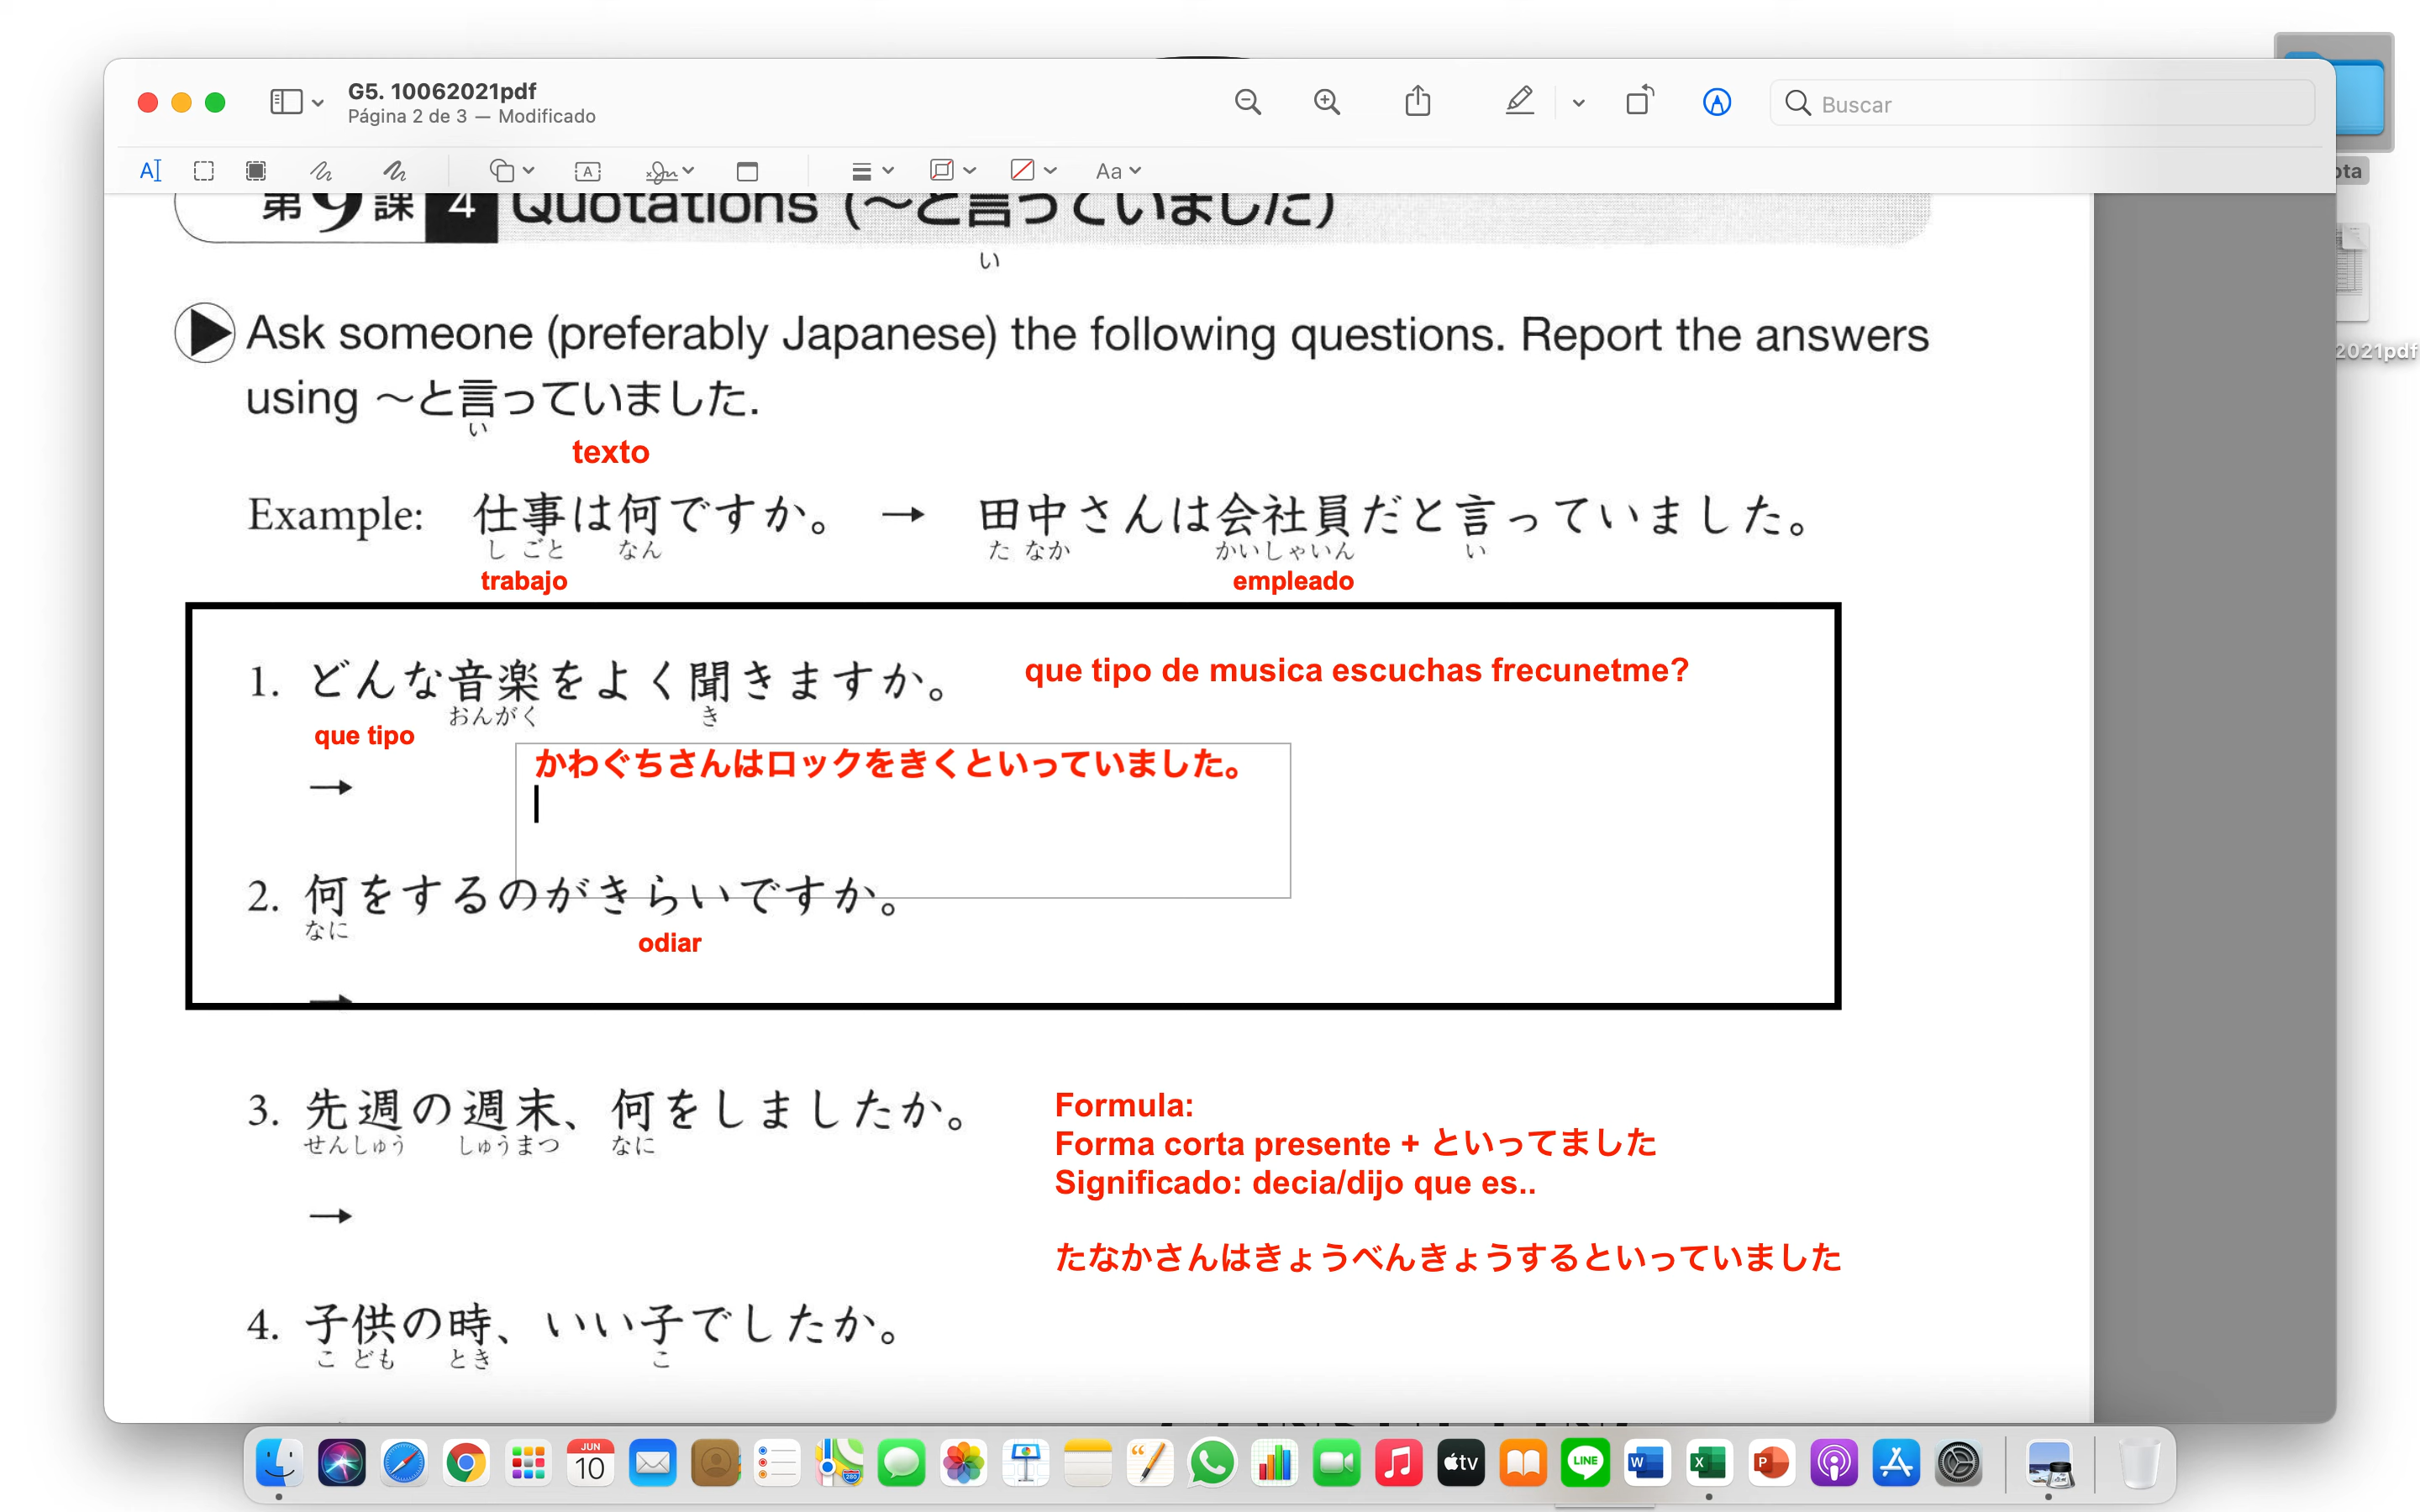 G5. 10062021pdf
Página 2 de 3 — Modificado
Buscar
Aa
第9課 4 Quotations (～と言っていました)
い
Ask someone (preferably Japanese) the following questions. Report the answers
using ～と言っていました.
い
texto
Example: 仕事は何ですか。 → 田中さんは会社員だと言っていました。
しごと なん たなか かいしゃいん い
trabajo empleado
1. どんな音楽をよく聞きますか。 que tipo de musica escuchas frecunetme?
おんがく き
que tipo
→ かわぐちさんはロックをきくといっていました。
2. 何をするのがきらいですか。
なに
odiar
→
3. 先週の週末、何をしましたか。
せんしゅう しゅうまつ なに
→
Formula:
Forma corta presente + といってました
Significado: decia/dijo que es..
たなかさんはきょうべんきょうするといっていました
4. 子供の時、いい子でしたか。
こども とき こ
ota
2021pdf
JUN
10
280
tv
LINE
W
X
P